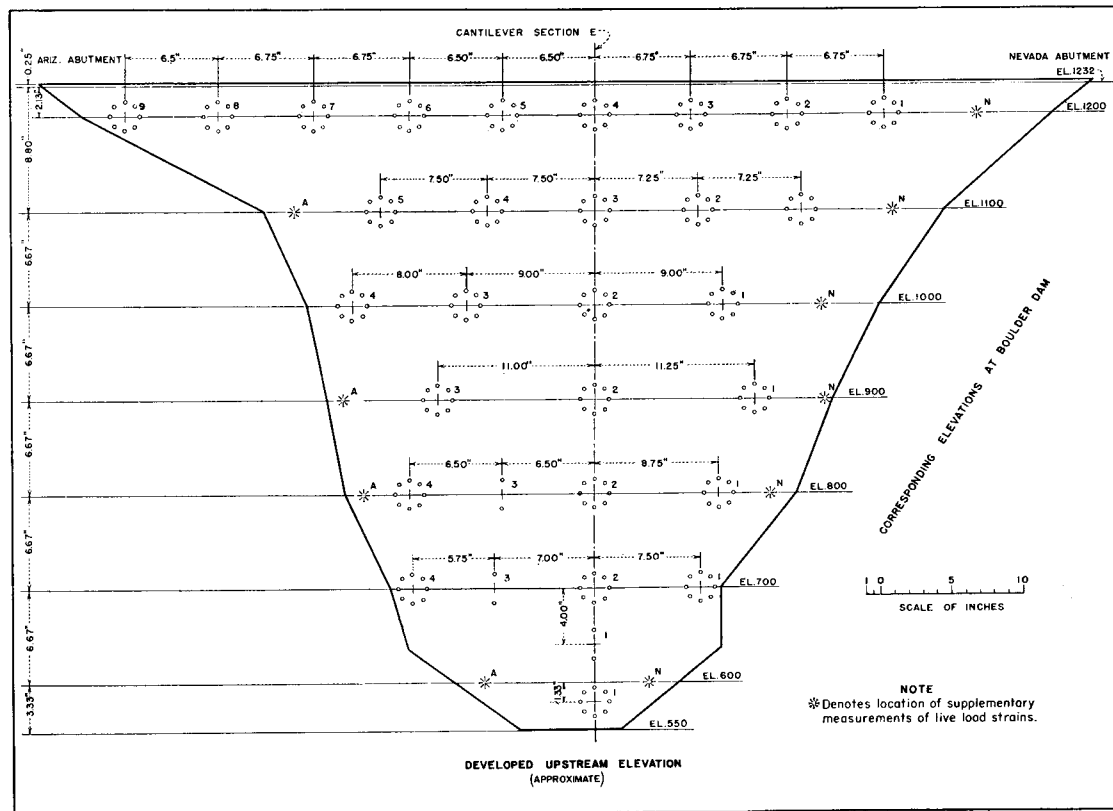 CANTILEVER SECTION E
0.25"
ARIZ. ABUTMENT
6.5"
6.75"
6.75"
6.50"
6.50"
6.75"
6.75"
6.75"
NEVADA ABUTMENT
EL.1232
2.13"
9
8
7
6
5
4
3
2
1
N
EL.1200
8.80"
7.50"
7.50"
7.25"
7.25"
A
5
4
3
2
N
EL.1100
6.67"
8.00"
9.00"
9.00"
4
3
2
1
N
EL.1000
6.67"
11.00"
11.25"
A
3
2
1
N
EL.900
6.67"
6.50"
6.50"
8.75"
A
4
3
2
1
N
EL.800
6.67"
5.75"
7.00"
7.50"
4
3
2
1
EL.700
6.67"
4.00"
1
A
N
EL.600
1.33"
1
3.33"
EL.550
CORRESPONDING ELEVATIONS AT BOULDER DAM
1 0 5 10
SCALE OF INCHES
NOTE
Denotes location of supplementary
measurements of live load strains.
DEVELOPED UPSTREAM ELEVATION
(APPROXIMATE)